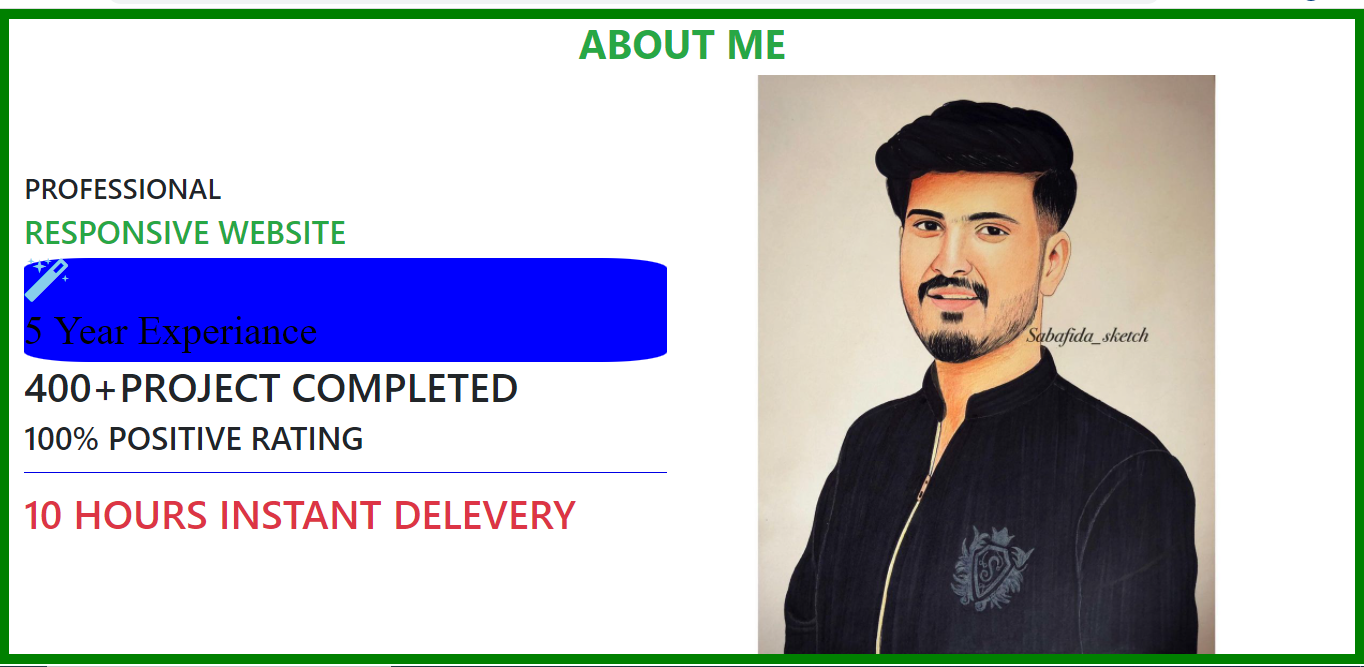 ABOUT ME
PROFESSIONAL
RESPONSIVE WEBSITE
5 Year Experiance
400+PROJECT COMPLETED
100% POSITIVE RATING
10 HOURS INSTANT DELEVERY
Sabafida_sketch